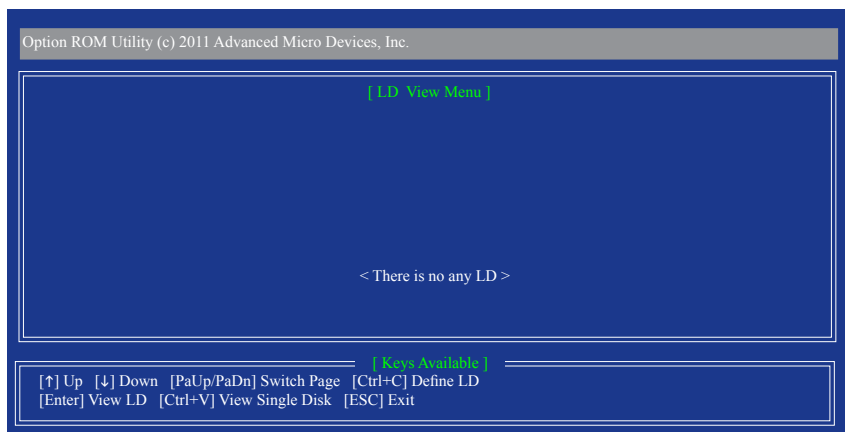 Option ROM Utility (c) 2011 Advanced Micro Devices, Inc.
[ LD View Menu ]
< There is no any LD >
[ Keys Available ]
[↑] Up [↓] Down [PaUp/PaDn] Switch Page [Ctrl+C] Define LD
[Enter] View LD [Ctrl+V] View Single Disk [ESC] Exit